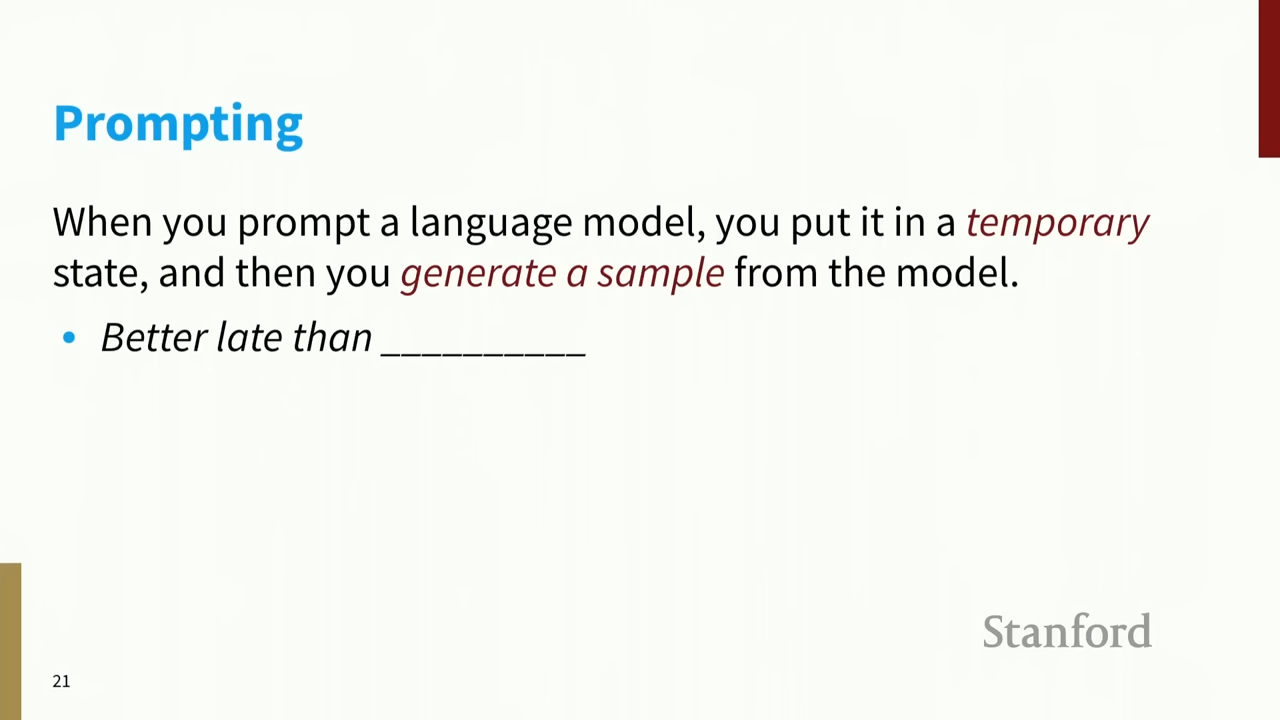 Prompting
When you prompt a language model, you put it in a temporary
state, and then you generate a sample from the model.
• Better late than __________
Stanford
21